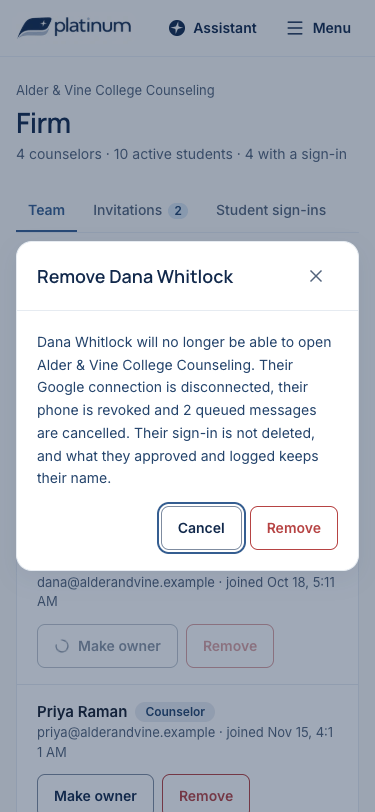 platinum
Assistant
Menu
Alder & Vine College Counseling
Firm
4 counselors · 10 active students · 4 with a sign-in
Team
Invitations 2
Student sign-ins
Remove Dana Whitlock
Dana Whitlock will no longer be able to open
Alder & Vine College Counseling. Their
Google connection is disconnected, their
phone is revoked and 2 queued messages
are cancelled. Their sign-in is not deleted,
and what they approved and logged keeps
their name.
Cancel
Remove
dana@alderandvine.example · joined Oct 18, 5:11
AM
Make owner
Remove
Priya Raman Counselor
priya@alderandvine.example · joined Nov 15, 4:1
1 AM
Make owner
Remove